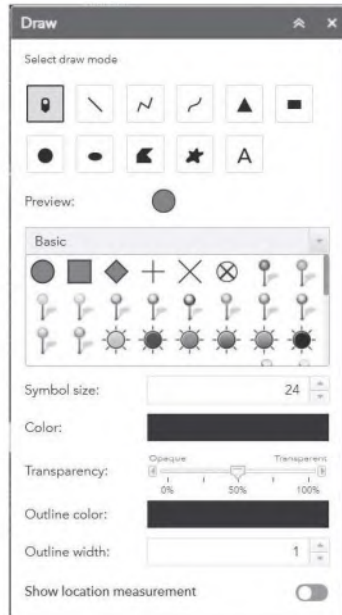 Draw
Select draw mode
A
Preview:
Basic
Symbol size: 24
Color:
Transparency: Opaque Transparent
0% 50% 100%
Outline color:
Outline width: 1
Show location measurement